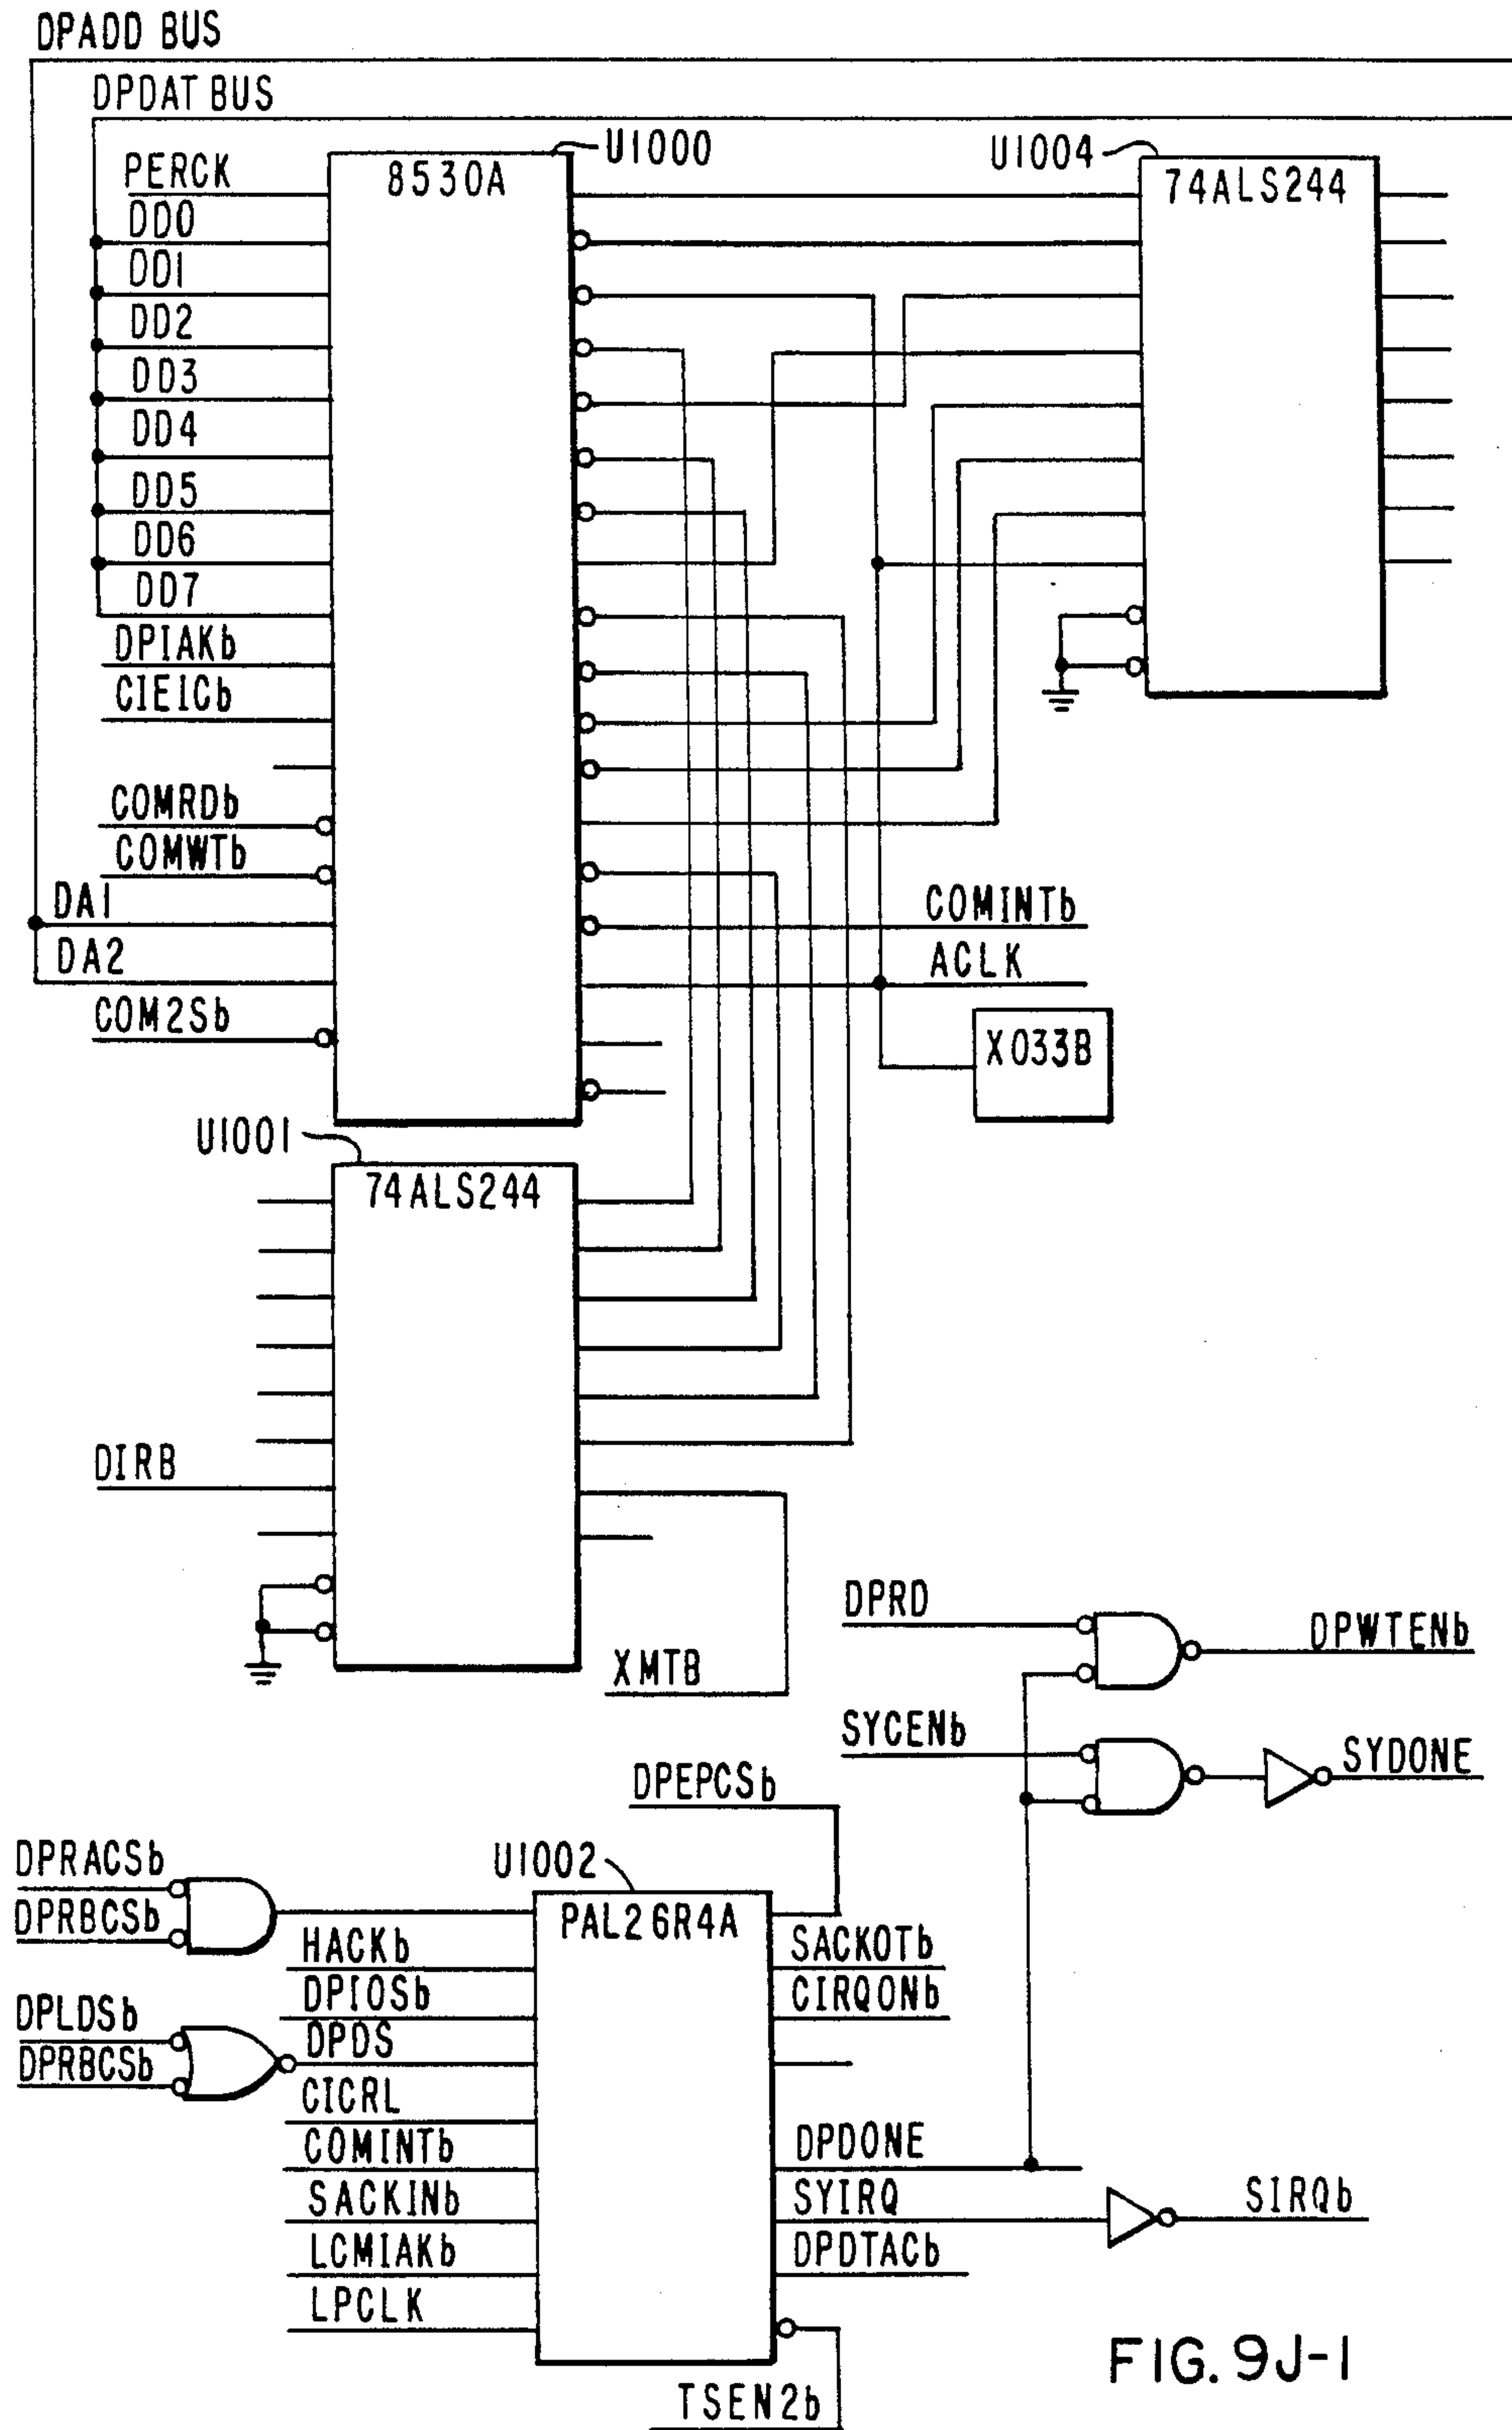 DPADD BUS
DPDAT BUS
U1000
U1004
8530A
74ALS244
PERCK
DD0
DD1
DD2
DD3
DD4
DD5
DD6
DD7
DPIAKb
CIEICb
COMRDb
COMWTb
DA1
DA2
COM2Sb
COMINTb
ACLK
X033B
U1001
74ALS244
DIRB
XMTB
DPRD
DPWTENb
SYCENb
SYDONE
DPEPCSb
U1002
PAL26R4A
DPRACSb
DPRBCSb
HACKb
DPIOSb
DPLDSb
DPRBCSb
DPDS
CICRL
COMINTb
SACKINb
LCMIAKb
LPCLK
SACKOTb
CIRQONb
DPDONE
SYIRQ
SIRQb
DPDTACb
TSEN2b
FIG. 9J-1